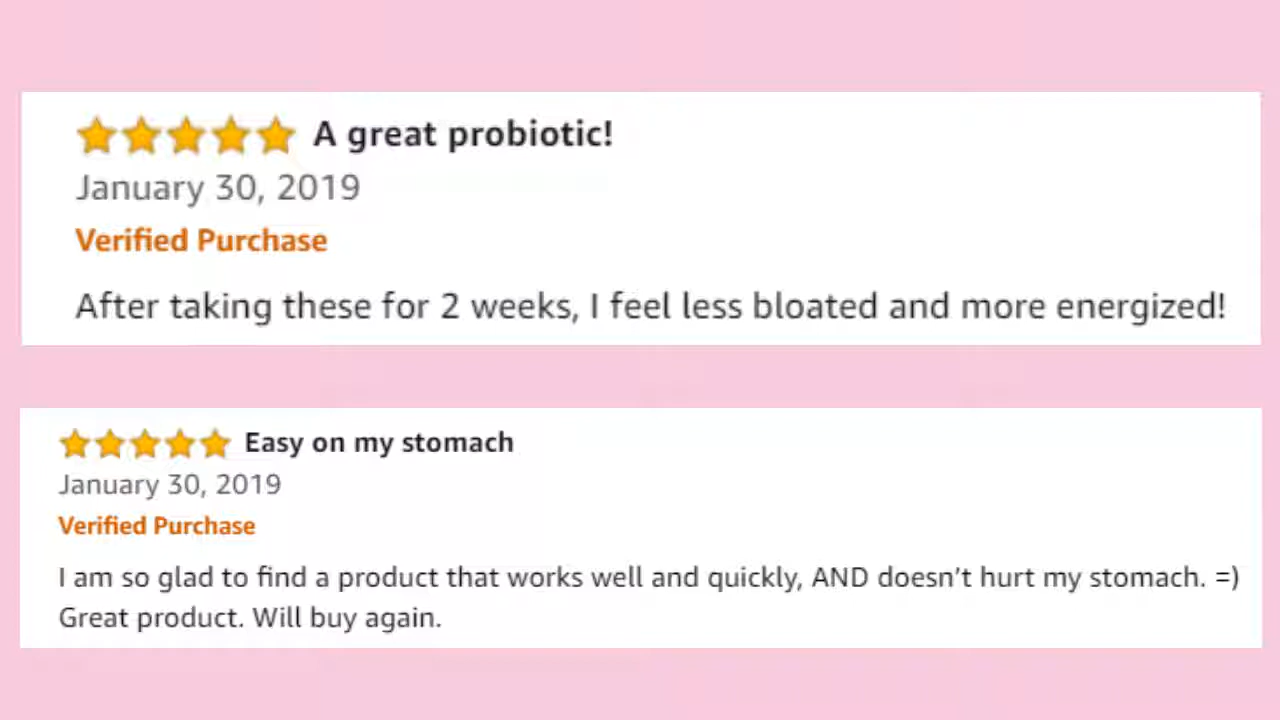 A great probiotic!
January 30, 2019
Verified Purchase
After taking these for 2 weeks, I feel less bloated and more energized!
Easy on my stomach
January 30, 2019
Verified Purchase
I am so glad to find a product that works well and quickly, AND doesn’t hurt my stomach. =)
Great product. Will buy again.